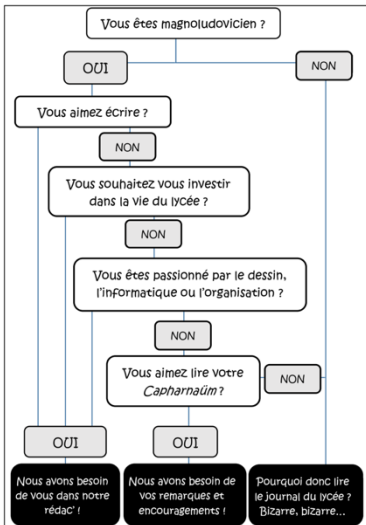 Vous êtes magnoludovicien ?
OUI
NON
Vous aimez écrire ?
NON
Vous souhaitez vous investir
dans la vie du lycée ?
NON
Vous êtes passionné par le dessin,
l'informatique ou l'organisation ?
NON
Vous aimez lire votre
Capharnaüm ?
NON
OUI
OUI
Nous avons besoin
de vous dans notre
rédac' !
Nous avons besoin de
vos remarques et
encouragements !
Pourquoi donc lire
le journal du lycée ?
Bizarre, bizarre...